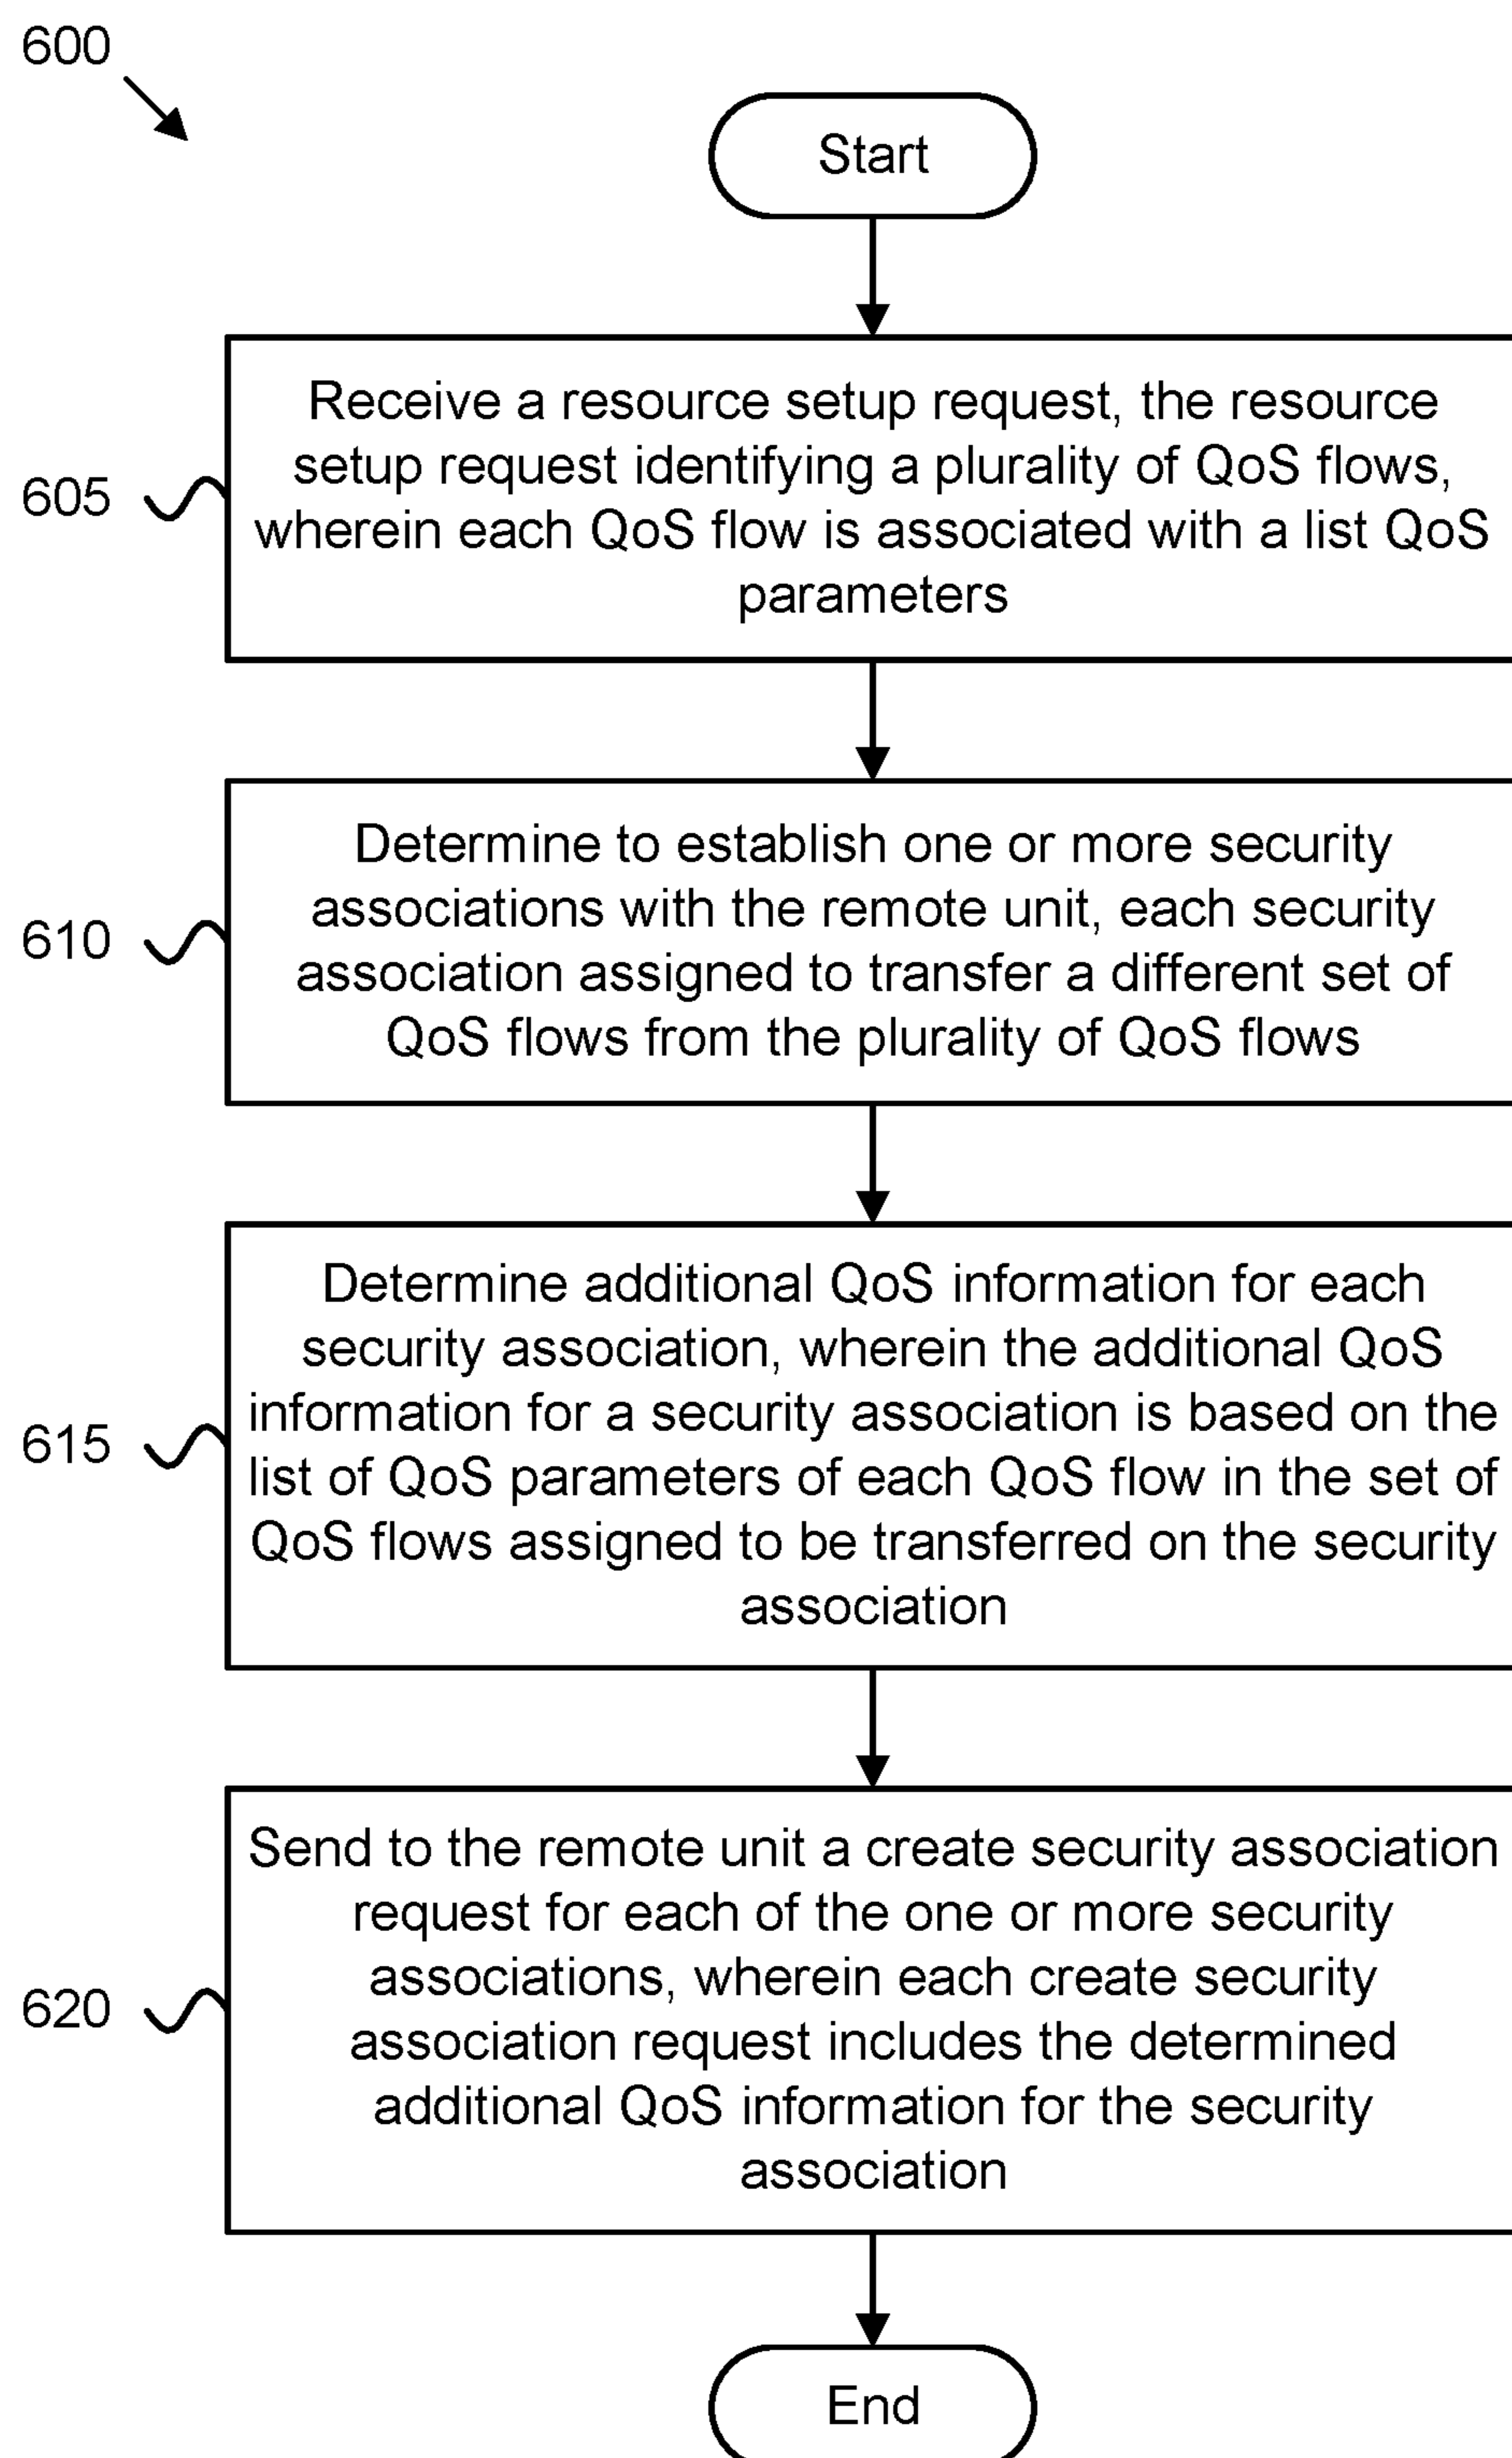 600
Start
605
Receive a resource setup request, the resource
setup request identifying a plurality of QoS flows,
wherein each QoS flow is associated with a list QoS
parameters
610
Determine to establish one or more security
associations with the remote unit, each security
association assigned to transfer a different set of
QoS flows from the plurality of QoS flows
615
Determine additional QoS information for each
security association, wherein the additional QoS
information for a security association is based on the
list of QoS parameters of each QoS flow in the set of
QoS flows assigned to be transferred on the security
association
620
Send to the remote unit a create security association
request for each of the one or more security
associations, wherein each create security
association request includes the determined
additional QoS information for the security
association
End